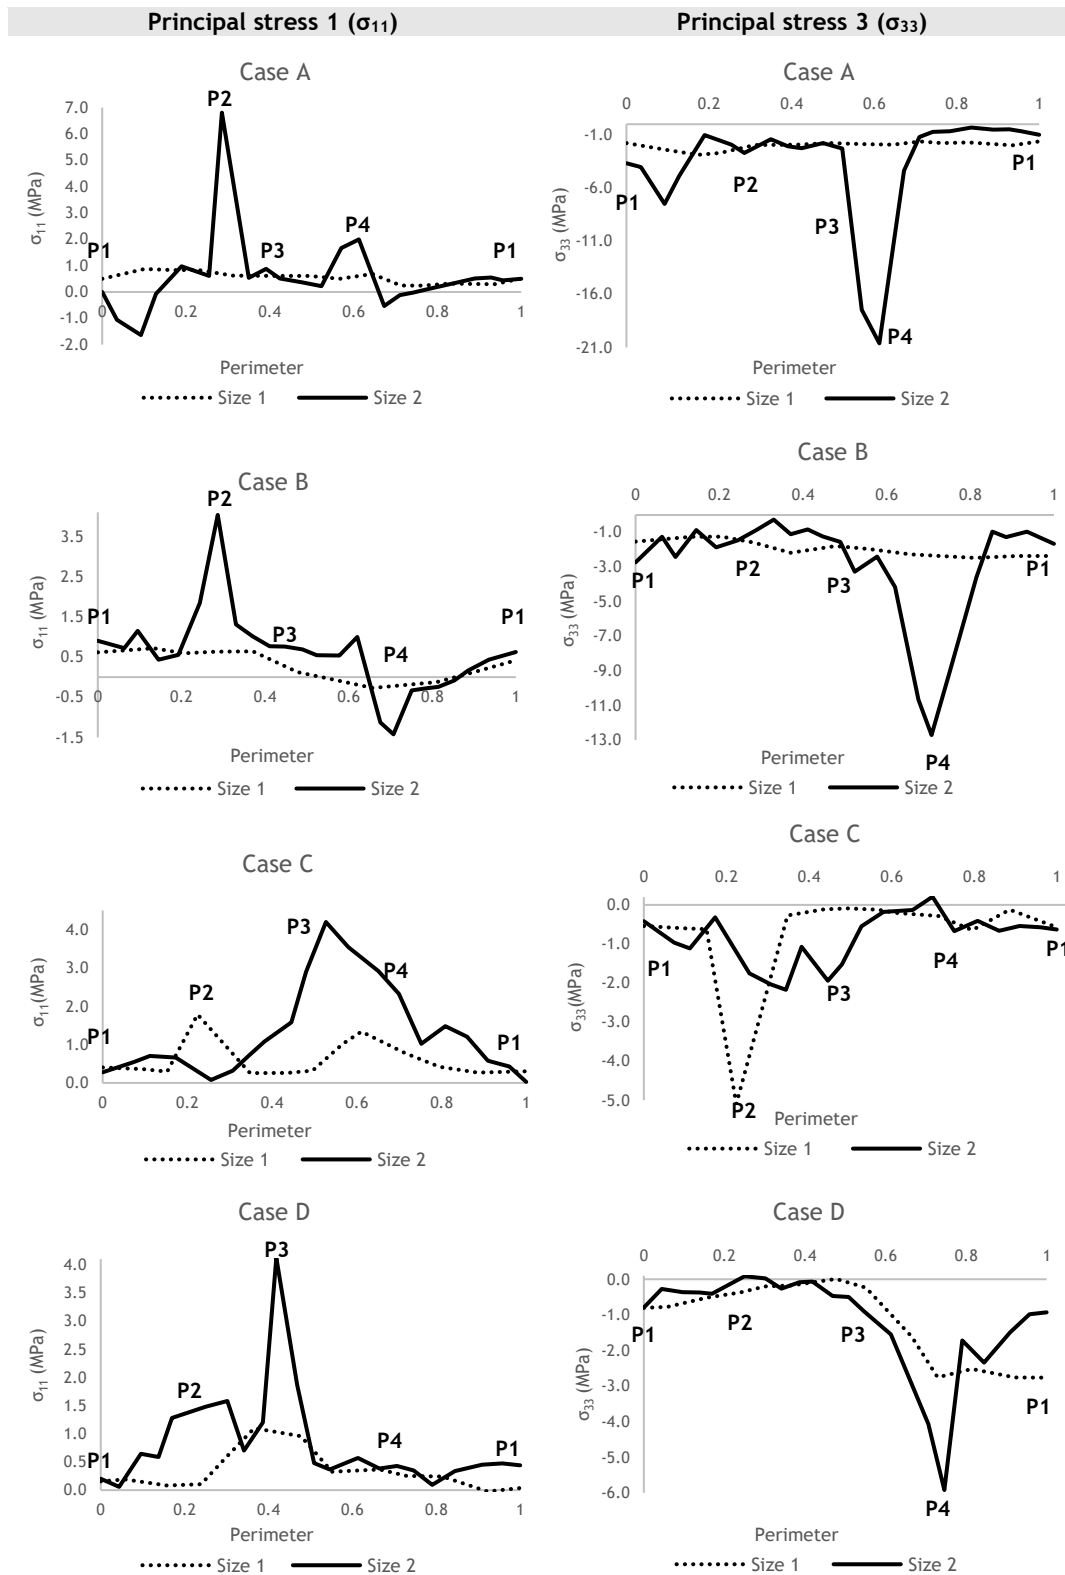 Principal stress 1 (σ11)
Principal stress 3 (σ33)
Case A
7.0
6.0
5.0
4.0
3.0
2.0
1.0
0.0
-1.0
-2.0
σ11 (MPa)
P1
P2
P3
P4
P1
0
0.2
0.4
0.6
0.8
1
Perimeter
Size 1
Size 2
Case A
0
0.2
0.4
0.6
0.8
1
-1.0
-6.0
-11.0
-16.0
-21.0
σ33 (MPa)
P1
P2
P3
P4
P1
Perimeter
Size 1
Size 2
Case B
3.5
2.5
1.5
0.5
-0.5
-1.5
σ11 (MPa)
P1
P2
P3
P4
P1
0
0.2
0.4
0.6
0.8
1
Perimeter
Size 1
Size 2
Case B
0
0.2
0.4
0.6
0.8
1
-1.0
-3.0
-5.0
-7.0
-9.0
-11.0
-13.0
σ33 (MPa)
P1
P2
P3
P4
P1
Perimeter
Size 1
Size 2
Case C
4.0
3.0
2.0
1.0
0.0
σ11(MPa)
P1
P2
P3
P4
P1
0
0.2
0.4
0.6
0.8
1
Perimeter
Size 1
Size 2
Case C
0
0.2
0.4
0.6
0.8
1
0.0
-1.0
-2.0
-3.0
-4.0
-5.0
σ33(MPa)
P1
P2
P3
P4
P1
Perimeter
Size 1
Size 2
Case D
4.0
3.5
3.0
2.5
2.0
1.5
1.0
0.5
0.0
σ11 (MPa)
P1
P2
P3
P4
P1
0
0.2
0.4
0.6
0.8
1
Perimeter
Size 1
Size 2
Case D
0
0.2
0.4
0.6
0.8
1
0.0
-1.0
-2.0
-3.0
-4.0
-5.0
-6.0
σ33 (MPa)
P1
P2
P3
P4
P1
Perimeter
Size 1
Size 2